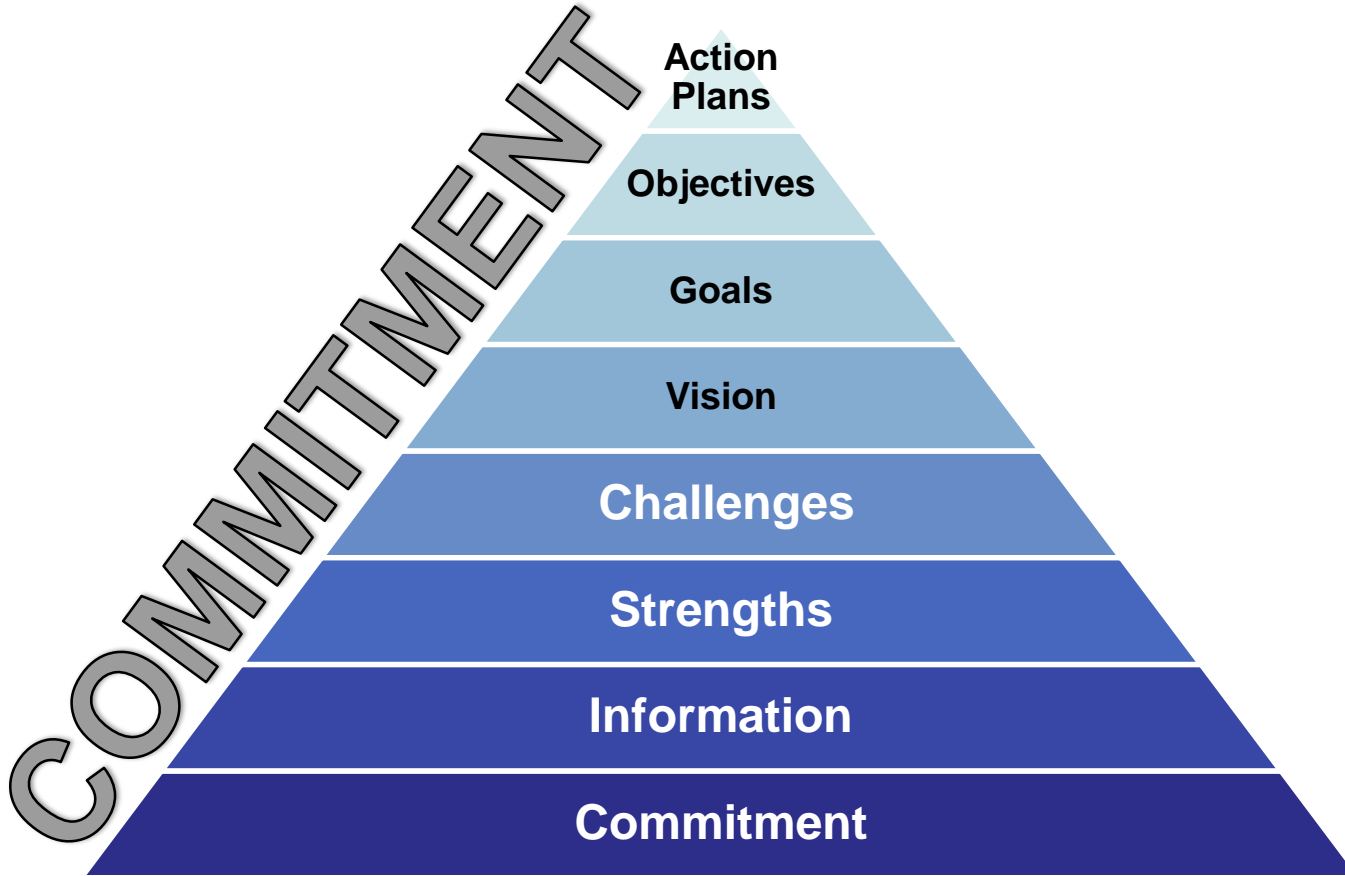 COMMITMENT
Action
Plans
Objectives
Goals
Vision
Challenges
Strengths
Information
Commitment